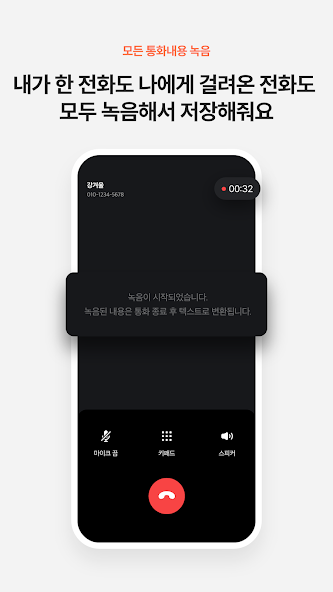 모든 통화내용 녹음
내가 한 전화도 나에게 걸려온 전화도
모두 녹음해서 저장해줘요
강겨울
010-1234-5678
00:32
녹음이 시작되었습니다.
녹음된 내용은 통화 종료 후 텍스트로 변환됩니다.
마이크 끔
키패드
스피커